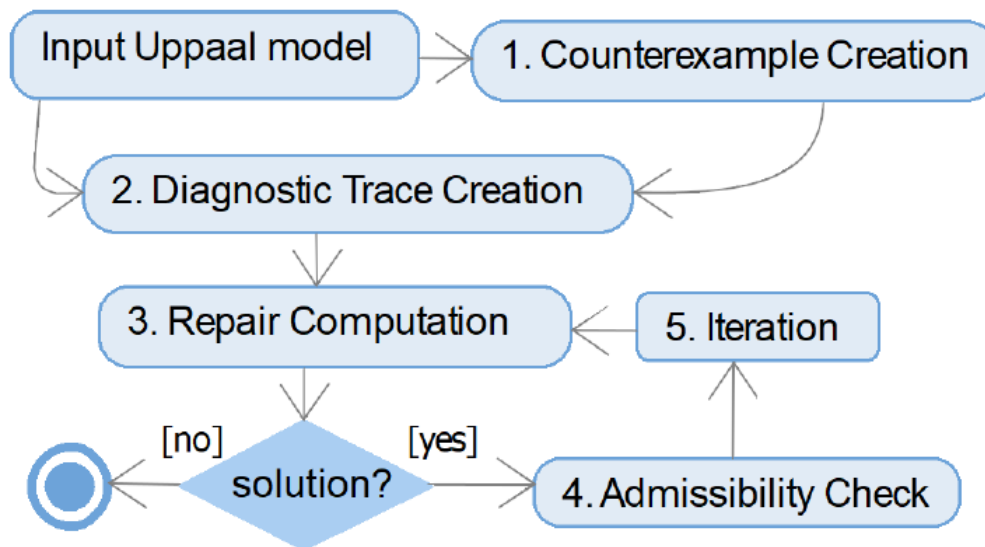 Input Uppaal model
1. Counterexample Creation
2. Diagnostic Trace Creation
3. Repair Computation
5. Iteration
[no]
[yes]
solution?
4. Admissibility Check